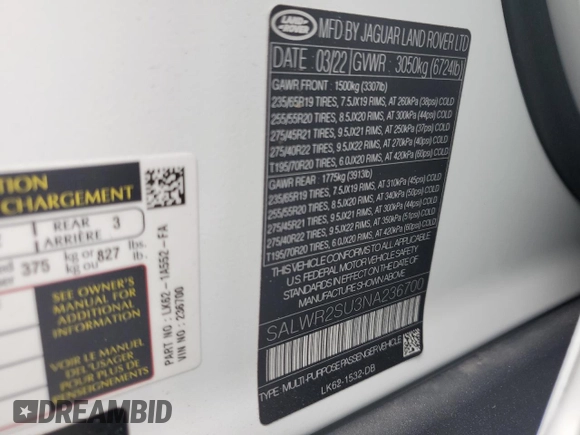 LAND ROVER
MFD BY JAGUAR LAND ROVER LTD
DATE 03/22 GVWR 3050kg (6724lb)
GAWR FRONT 1500kg (3307lb)
235/65R19 TIRES, 7.5JX19 RIMS, AT 260kPa (38psi) COLD
255/55R20 TIRES, 8.5JX20 RIMS, AT 300kPa (44psi) COLD
275/45R21 TIRES, 9.5JX21 RIMS, AT 250kPa (37psi) COLD
275/40R22 TIRES, 9.5JX22 RIMS, AT 270kPa (40psi) COLD
T195/70R20 TIRES, 6.0JX20 RIMS, AT 420kPa (60psi) COLD
GAWR REAR 1775kg (3913lb)
235/65R19 TIRES, 7.5JX19 RIMS, AT 310kPa (45psi) COLD
255/55R20 TIRES, 8.5JX20 RIMS, AT 340kPa (50psi) COLD
275/45R21 TIRES, 9.5JX21 RIMS, AT 300kPa (44psi) COLD
275/40R22 TIRES, 9.5JX22 RIMS, AT 350kPa (51psi) COLD
T195/70R20 TIRES, 6.0JX20 RIMS, AT 420kPa (60psi) COLD
THIS VEHICLE CONFORMS TO ALL APPLICABLE
U.S FEDERAL MOTOR VEHICLE SAFETY STANDARDS
IN EFFECT ON THE DATE OF MANUFACTURE SHOWN ABOVE
SALWR2SU3NA236700
TYPE: MULTI-PURPOSE PASSENGER VEHICLE
LK62-1532-DB
CHARGEMENT
REAR 3
ARRIÈRE
375 kg or 827 lbs.
kg ou lb.
SEE OWNER'S
MANUAL FOR
ADDITIONAL
INFORMATION
VOIR LE MANUEL
DE L'USAGER
POUR PLUS DE
RENSEIGNEMENTS
PART NO : LK62-1A552-FA
VIN NO : 236700
DREAMBID